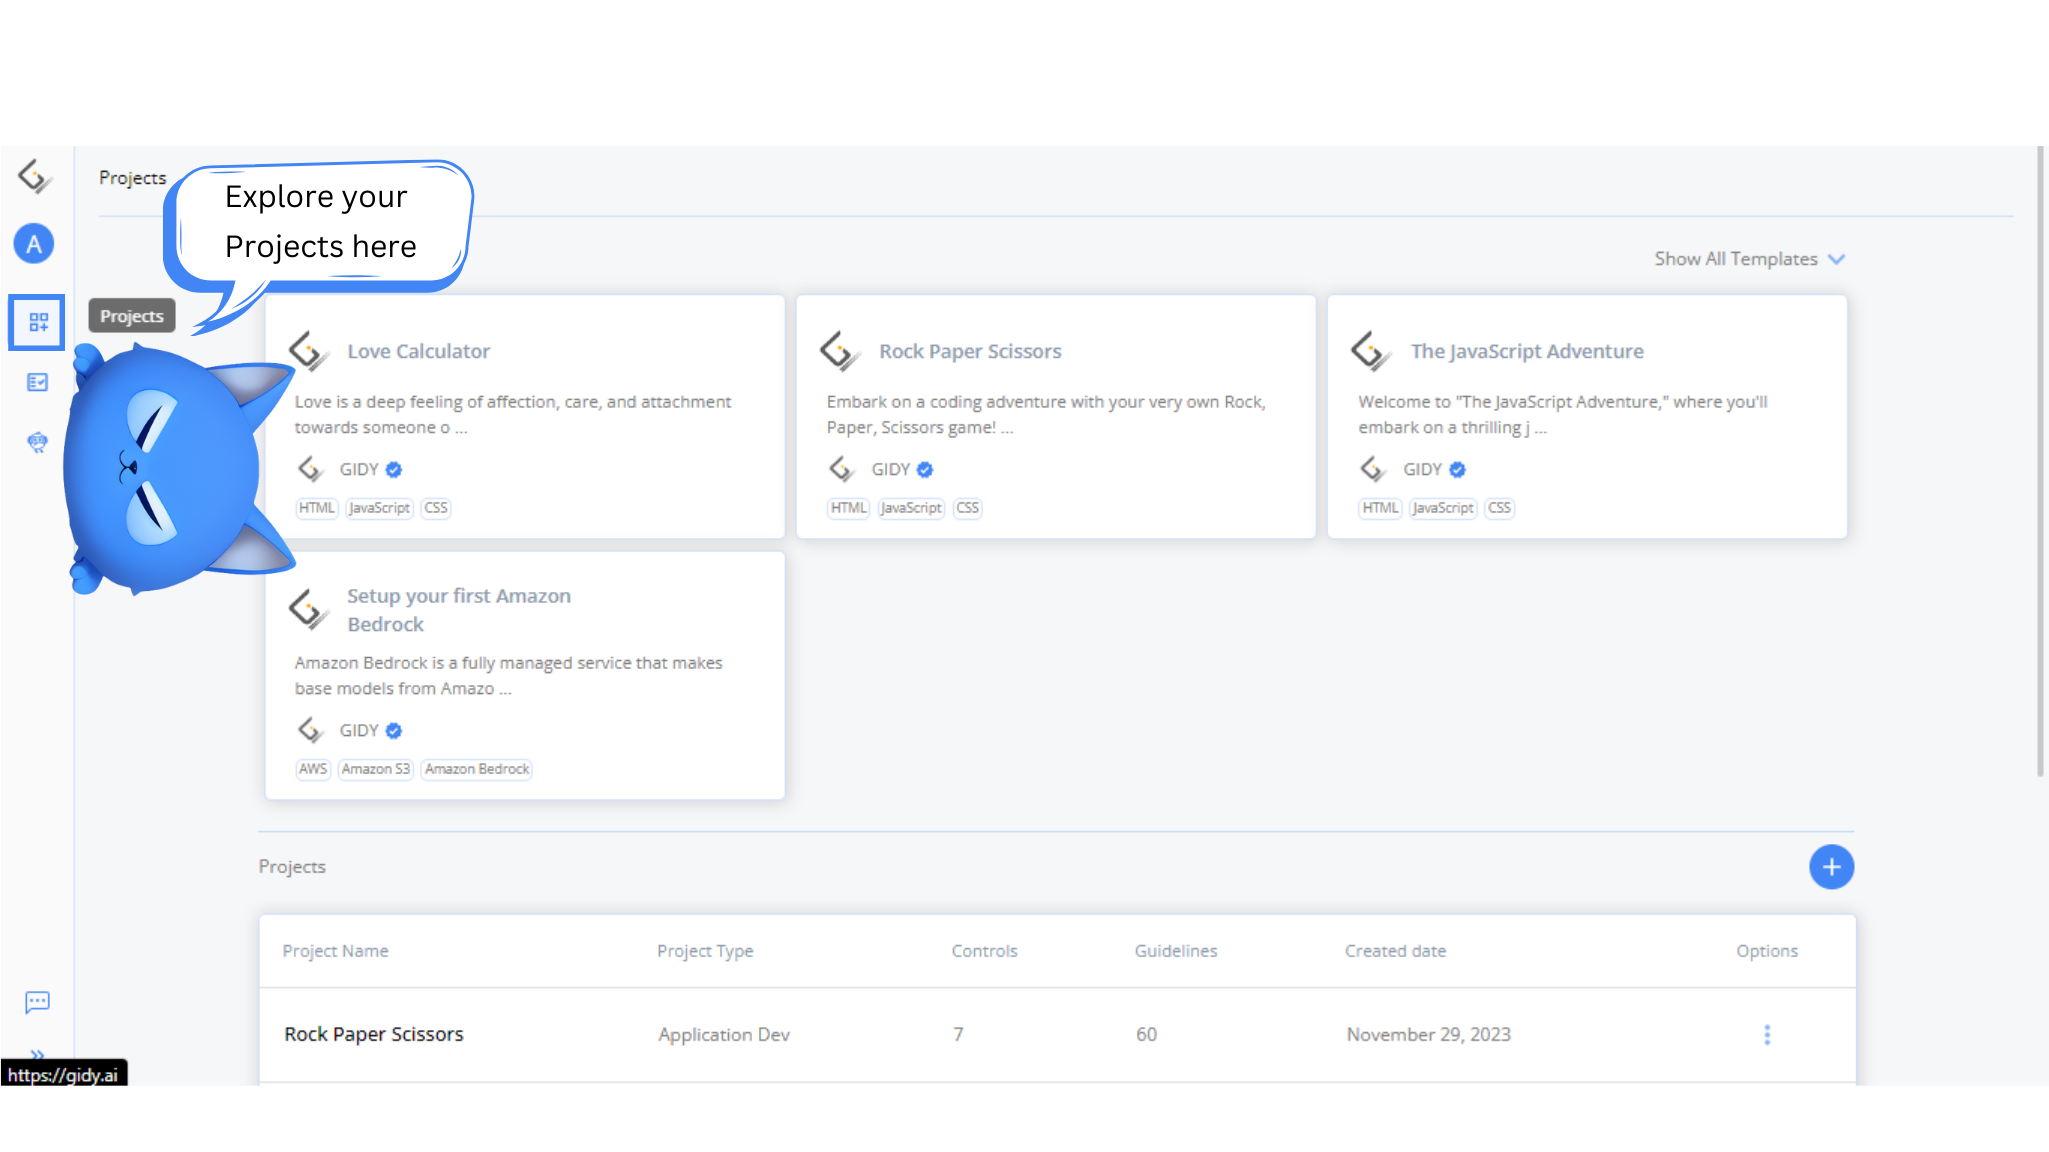 Projects
Explore your
Projects here
A
Show All Templates
Projects
Love Calculator
Love is a deep feeling of affection, care, and attachment
towards someone o ...
GIDY
HTML JavaScript CSS
Rock Paper Scissors
Embark on a coding adventure with your very own Rock,
Paper, Scissors game! ...
GIDY
HTML JavaScript CSS
The JavaScript Adventure
Welcome to "The JavaScript Adventure," where you'll
embark on a thrilling j ...
GIDY
HTML JavaScript CSS
Setup your first Amazon
Bedrock
Amazon Bedrock is a fully managed service that makes
base models from Amazo ...
GIDY
AWS Amazon S3 Amazon Bedrock
Projects
Project Name Project Type Controls Guidelines Created date Options
Rock Paper Scissors Application Dev 7 60 November 29, 2023
https://gidy.ai